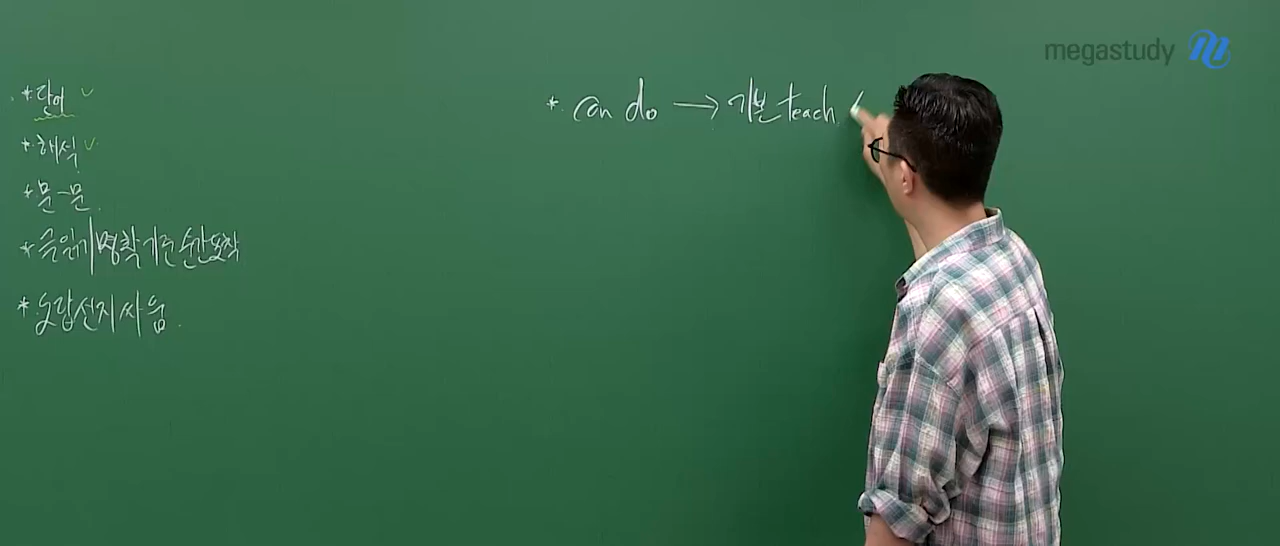 megastudy
* 단어 ✓
* 해석 ✓
* 문-문.
* 글읽기 명확 기준 순간포착
* 오답선지 싸움.
* can do → 기본 teach